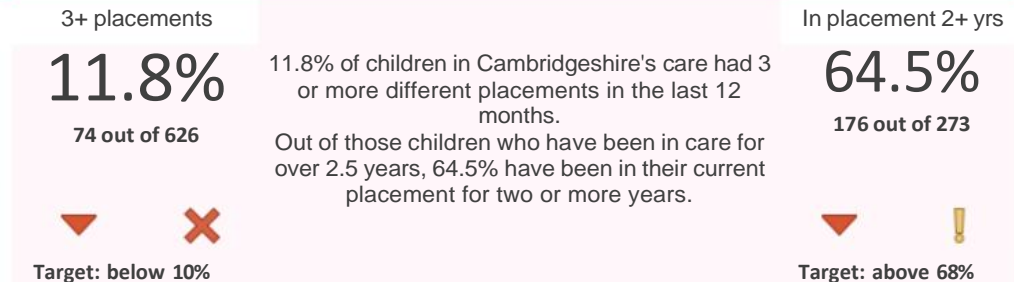 3+ placements
11.8%
74 out of 626
Target: below 10%
11.8% of children in Cambridgeshire's care had 3
or more different placements in the last 12
months.
Out of those children who have been in care for
over 2.5 years, 64.5% have been in their current
placement for two or more years.
In placement 2+ yrs
64.5%
176 out of 273
Target: above 68%